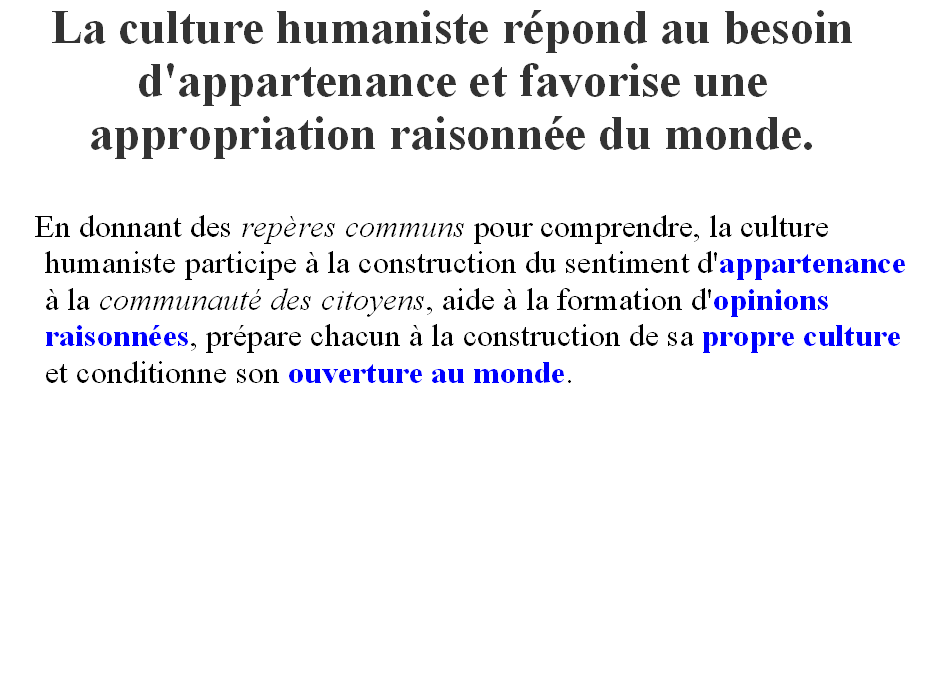 La culture humaniste répond au besoin
d'appartenance et favorise une
appropriation raisonnée du monde.
En donnant des repères communs pour comprendre, la culture
humaniste participe à la construction du sentiment d'appartenance
à la communauté des citoyens, aide à la formation d'opinions
raisonnées, prépare chacun à la construction de sa propre culture
et conditionne son ouverture au monde.